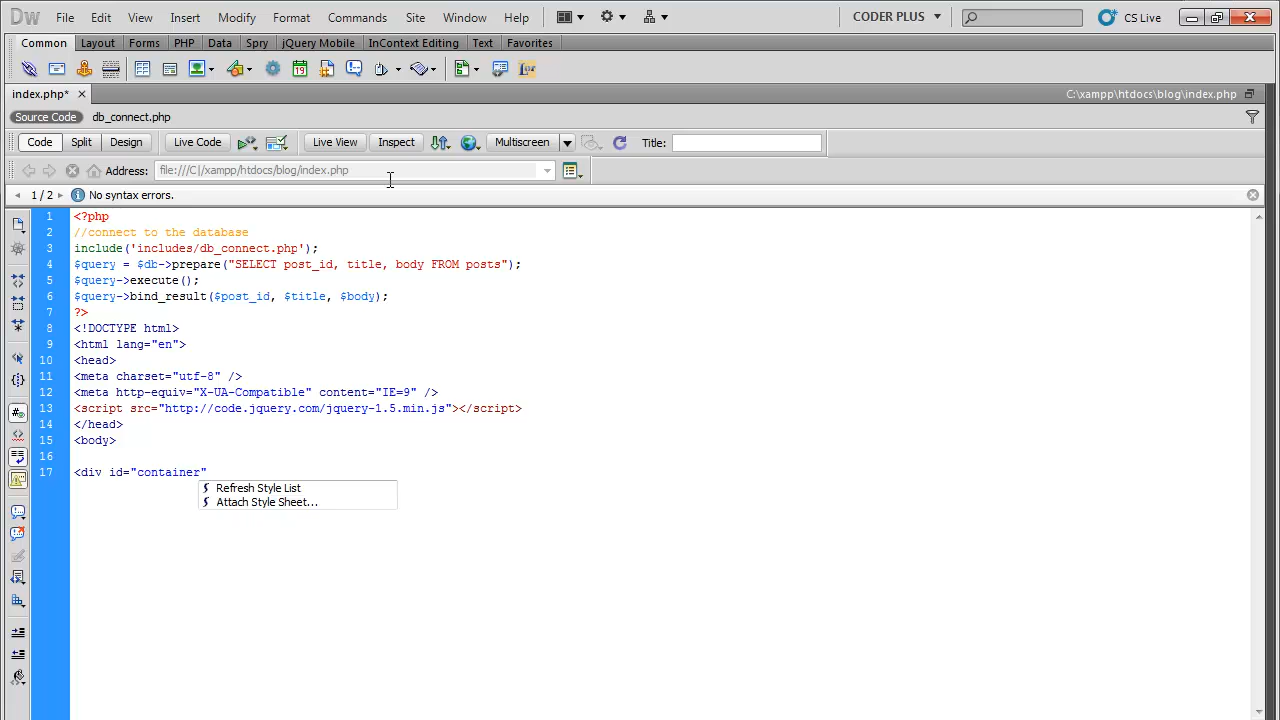 Dw File Edit View Insert Modify Format Commands Site Window Help CODER PLUS CS Live
Common Layout Forms PHP Data Spry jQuery Mobile InContext Editing Text Favorites
19
index.php* C:\xampp\htdocs\blog\index.php
Source Code db_connect.php
Code Split Design Live Code Live View Inspect Multiscreen Title:
Address: file:///C|/xampp/htdocs/blog/index.php
1 / 2 No syntax errors.
1 <?php
2 //connect to the database
3 include('includes/db_connect.php');
4 $query = $db->prepare("SELECT post_id, title, body FROM posts");
5 $query->execute();
6 $query->bind_result($post_id, $title, $body);
7 ?>
8 <!DOCTYPE html>
9 <html lang="en">
10 <head>
11 <meta charset="utf-8" />
12 <meta http-equiv="X-UA-Compatible" content="IE=9" />
13 <script src="http://code.jquery.com/jquery-1.5.min.js"></script>
14 </head>
15 <body>
16
17 <div id="container"
Refresh Style List
Attach Style Sheet...